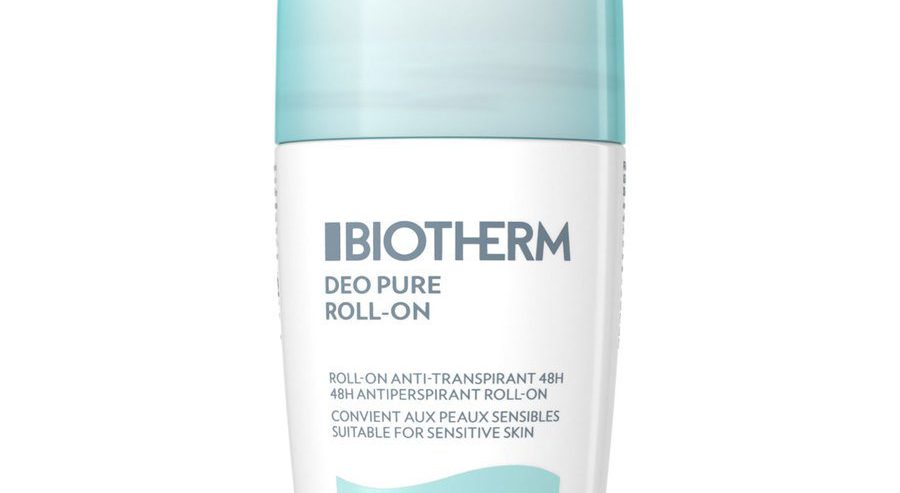 BIOTHERM
DEO PURE
ROLL-ON
ROLL-ON ANTI-TRANSPIRANT 48H
48H ANTIPERSPIRANT ROLL-ON
CONVIENT AUX PEAUX SENSIBLES
SUITABLE FOR SENSITIVE SKIN